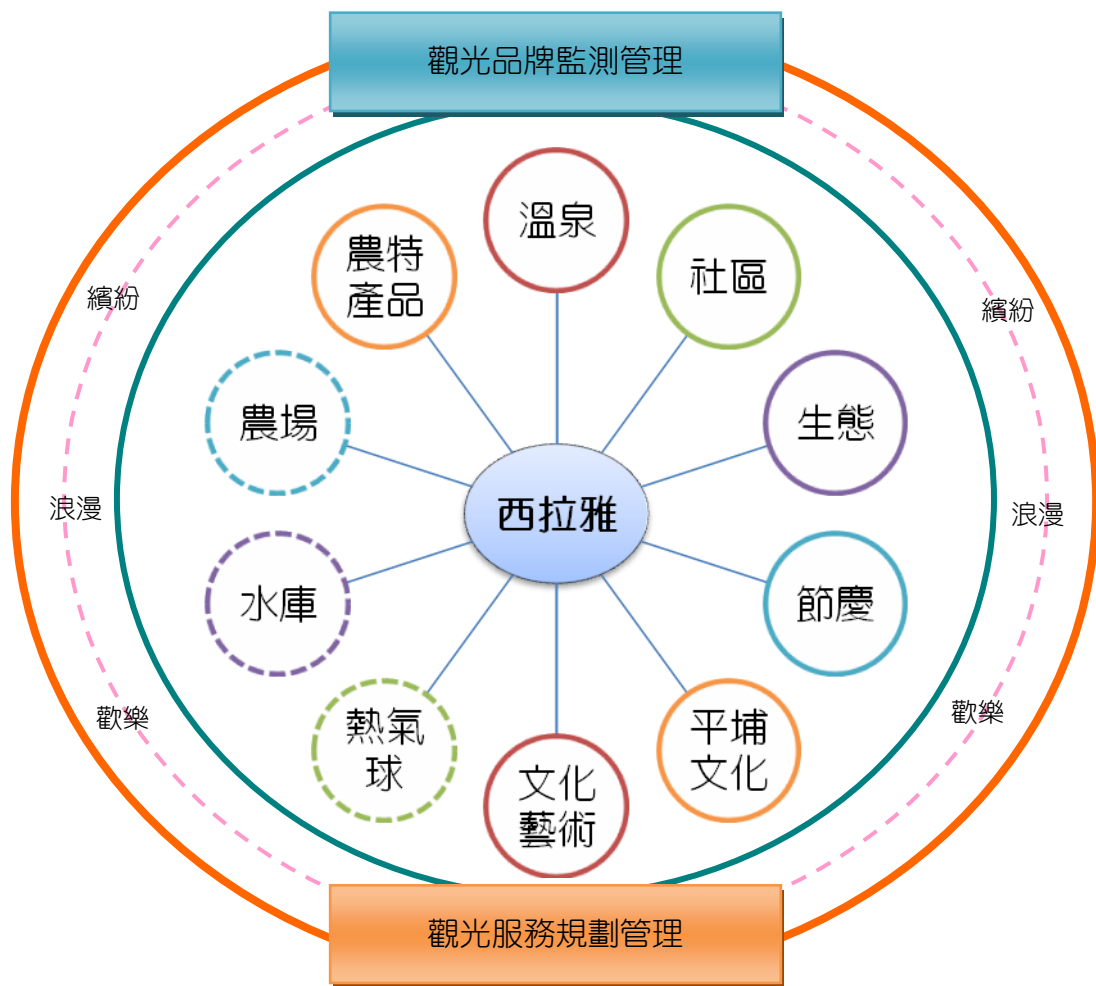 觀光品牌監測管理
溫泉
農特
產品
社區
繽紛
繽紛
農場
生態
浪漫
西拉雅
浪漫
水庫
節慶
歡樂
歡樂
熱氣
球
平埔
文化
文化
藝術
觀光服務規劃管理